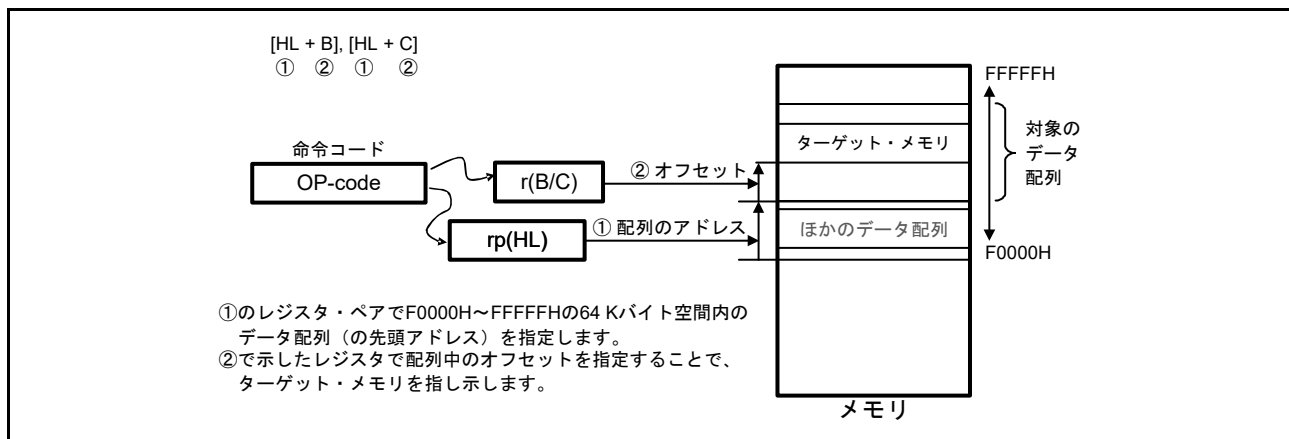 [HL + B], [HL + C]
① ② ① ②
FFFFFH
対象の
データ
配列
ターゲット・メモリ
命令コード
OP-code
r(B/C)
② オフセット
rp(HL)
① 配列のアドレス
ほかのデータ配列
F0000H
①のレジスタ・ペアでF0000H～FFFFFHの64 Kバイト空間内の
データ配列（の先頭アドレス）を指定します。
②で示したレジスタで配列中のオフセットを指定することで、
ターゲット・メモリを指し示します。
メモリ